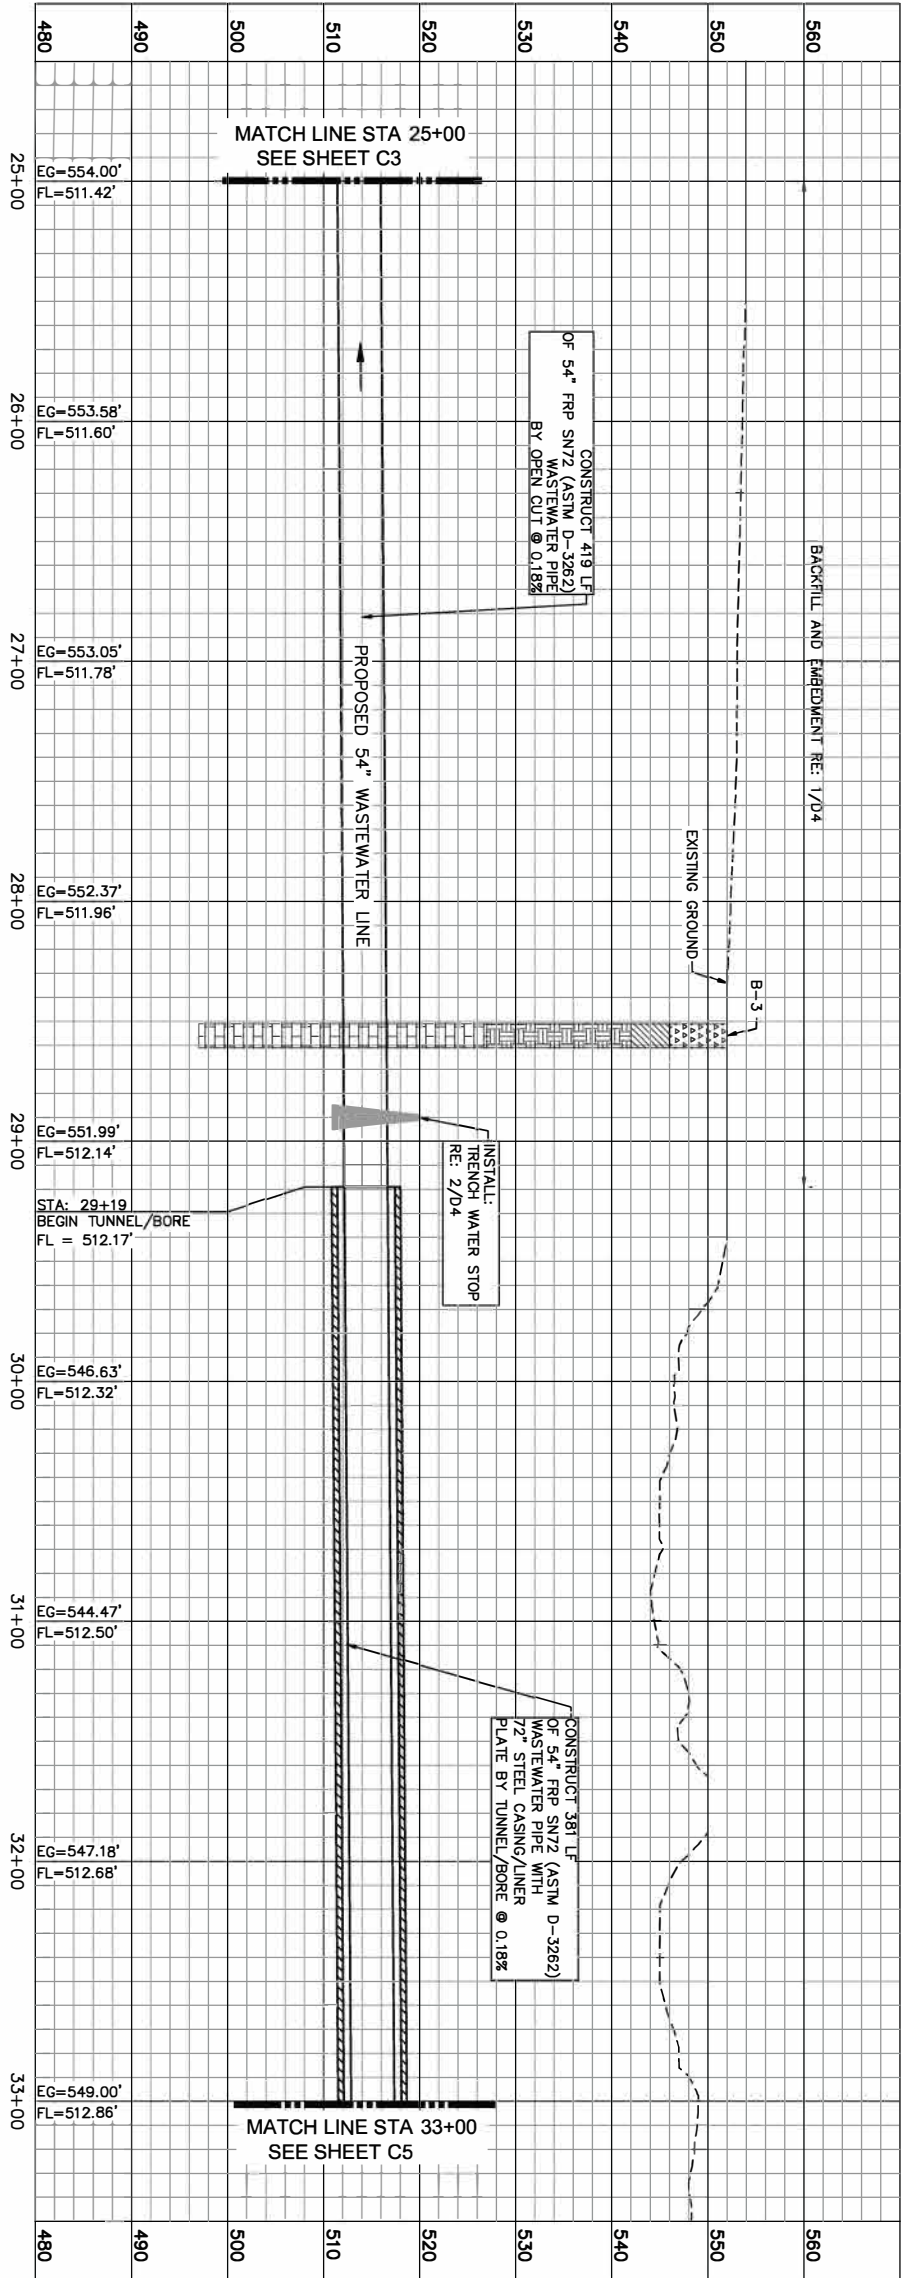 480
490
500
510
520
530
540
550
560
MATCH LINE STA 25+00
SEE SHEET C3
25+00
EG=554.00'
FL=511.42'
CONSTRUCT 419 LF
OF 54" FRP SN72 (ASTM D-3262)
WASTEWATER PIPE
BY OPEN CUT @ 0.18%
26+00
EG=553.58'
FL=511.60'
BACKFILL AND EMBEDMENT RE: 1/D4
27+00
EG=553.05'
FL=511.78'
PROPOSED 54" WASTEWATER LINE
EXISTING GROUND
28+00
EG=552.37'
FL=511.96'
B-3
29+00
EG=551.99'
FL=512.14'
INSTALL:
TRENCH WATER STOP
RE: 2/D4
STA: 29+19
BEGIN TUNNEL/BORE
FL = 512.17'
30+00
EG=546.63'
FL=512.32'
31+00
EG=544.47'
FL=512.50'
CONSTRUCT 381 LF
OF 54" FRP SN72 (ASTM D-3262)
WASTEWATER PIPE WITH
72" STEEL CASING/LINER
PLATE BY TUNNEL/BORE @ 0.18%
32+00
EG=547.18'
FL=512.68'
33+00
EG=549.00'
FL=512.86'
MATCH LINE STA 33+00
SEE SHEET C5
480
490
500
510
520
530
540
550
560